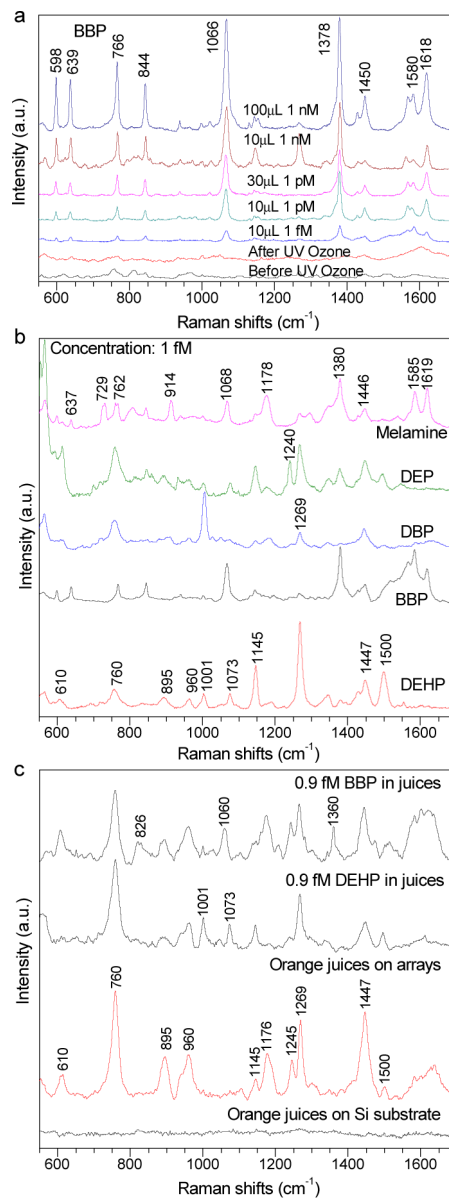 a
BBP
598
639
766
844
1066
1378
1450
1580
1618
100μL 1 nM
10μL 1 nM
30μL 1 pM
10μL 1 pM
10μL 1 fM
After UV Ozone
Before UV Ozone
Intensity (a.u.)
600 800 1000 1200 1400 1600
Raman shifts (cm⁻¹)
b
Concentration: 1 fM
637
729
762
914
1068
1178
1380
1446
1585
1619
Melamine
1240
DEP
1269
DBP
BBP
610
760
895
960
1001
1073
1145
1447
1500
DEHP
Intensity (a.u.)
600 800 1000 1200 1400 1600
Raman shifts (cm⁻¹)
c
0.9 fM BBP in juices
826
1060
1360
0.9 fM DEHP in juices
1001
1073
Orange juices on arrays
610
760
895
960
1145
1176
1245
1269
1447
1500
Orange juices on Si substrate
Intensity (a.u.)
600 800 1000 1200 1400 1600
Raman shifts (cm⁻¹)